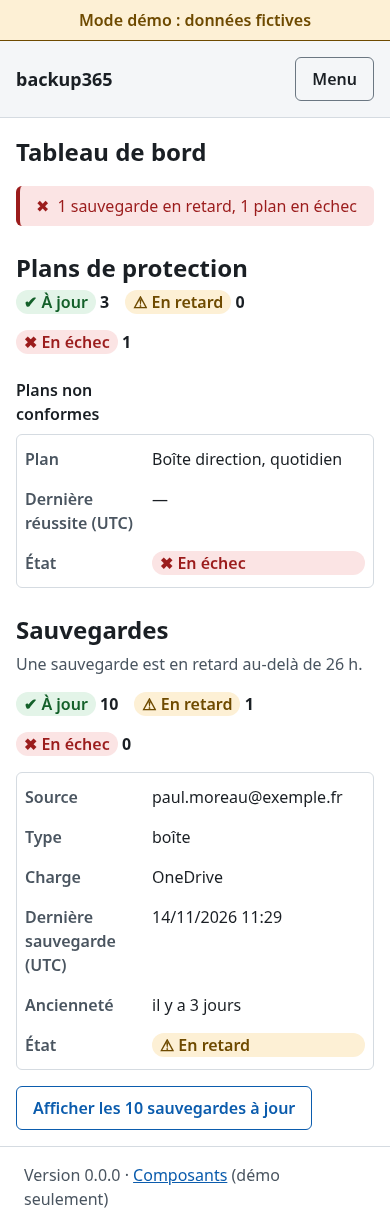 Mode démo : données fictives
backup365
Menu
Tableau de bord
✖ 1 sauvegarde en retard, 1 plan en échec
Plans de protection
✔ À jour 3 ⚠ En retard 0
✖ En échec 1
Plans non
conformes
Plan Boîte direction, quotidien
Dernière —
réussite (UTC)
État ✖ En échec
Sauvegardes
Une sauvegarde est en retard au-delà de 26 h.
✔ À jour 10 ⚠ En retard 1
✖ En échec 0
Source paul.moreau@exemple.fr
Type boîte
Charge OneDrive
Dernière 14/11/2026 11:29
sauvegarde
(UTC)
Ancienneté il y a 3 jours
État ⚠ En retard
Afficher les 10 sauvegardes à jour
Version 0.0.0 · Composants (démo
seulement)